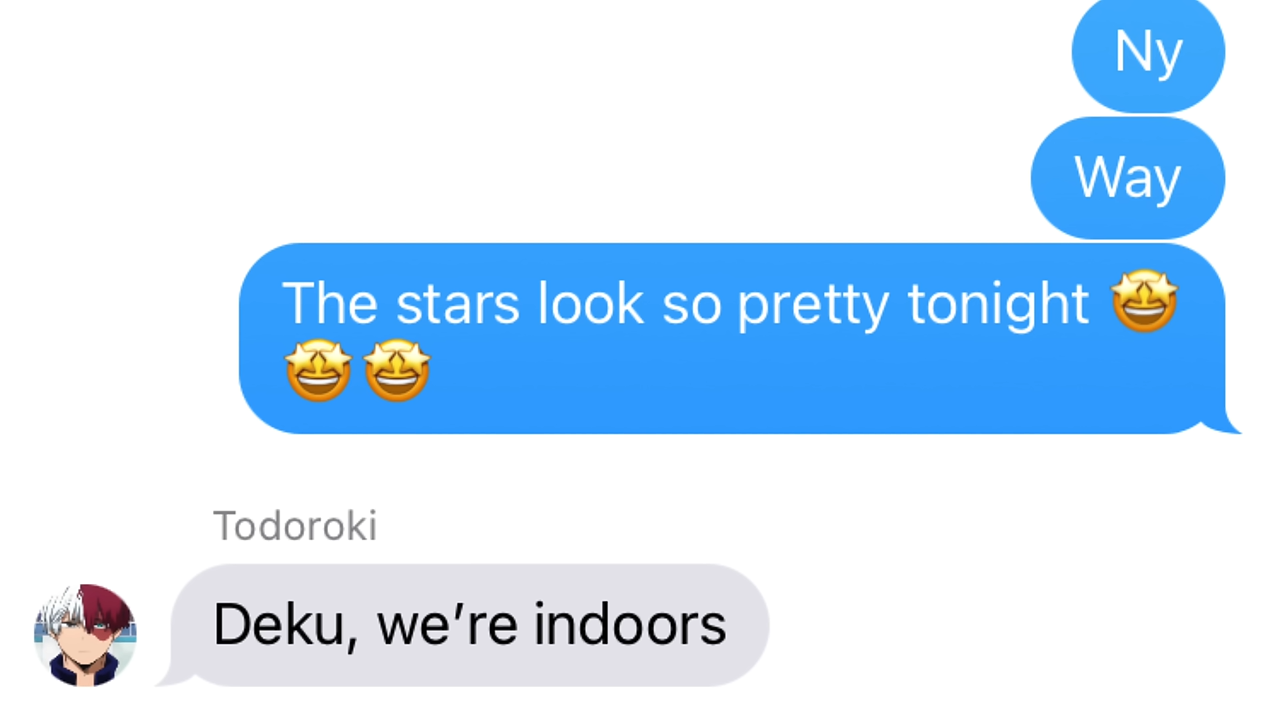 Ny
Way
The stars look so pretty tonight 🤩
🤩🤩
Todoroki
Deku, we’re indoors